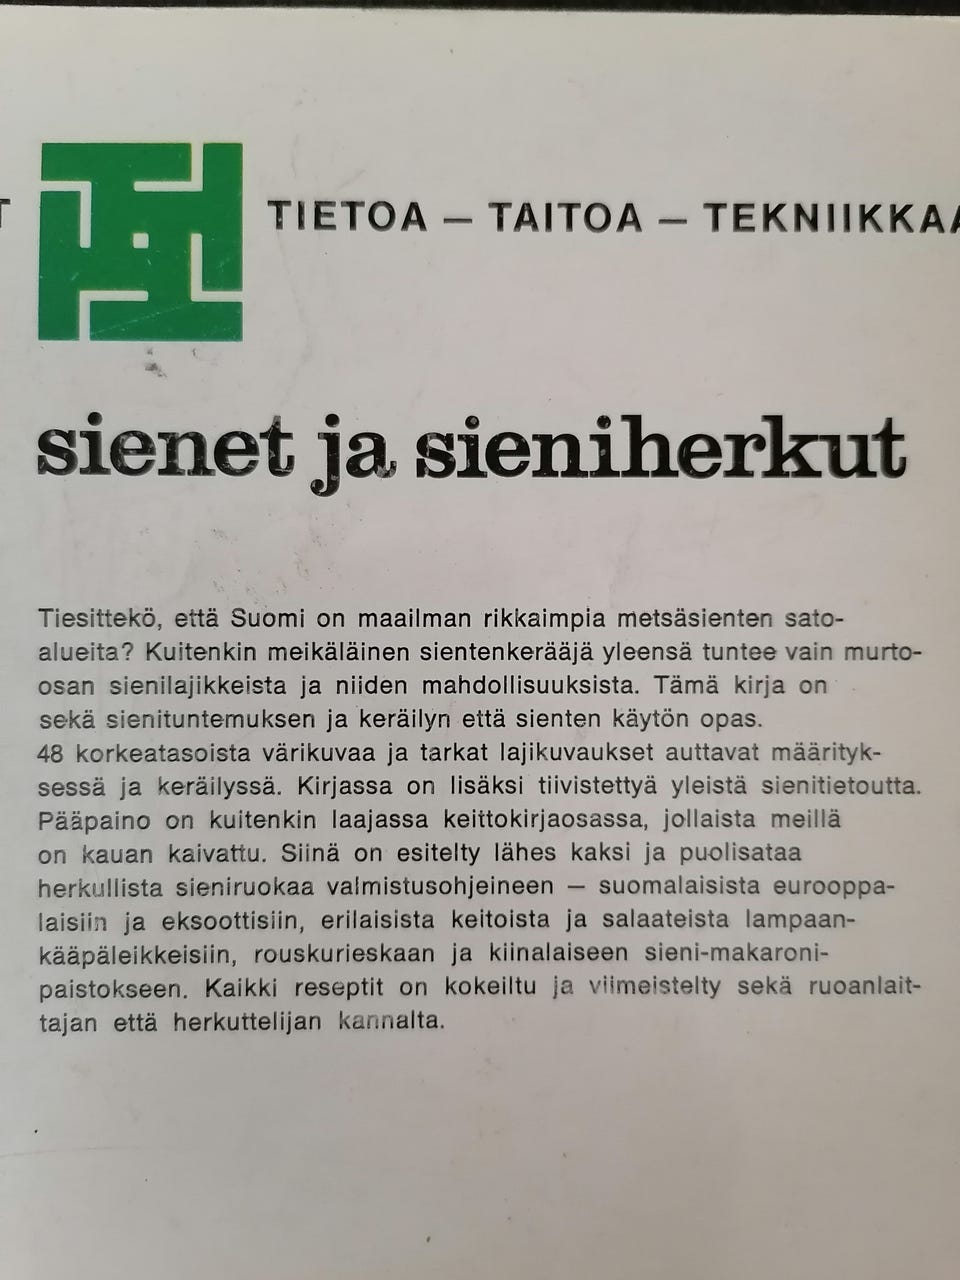 T TIETOA — TAITOA — TEKNIIKKAA
sienet ja sieniherkut
Tiesittekö, että Suomi on maailman rikkaimpia metsäsienten sato-
alueita? Kuitenkin meikäläinen sientenkerääjä yleensä tuntee vain murto-
osan sienilajikkeista ja niiden mahdollisuuksista. Tämä kirja on
sekä sienituntemuksen ja keräilyn että sienten käytön opas.
48 korkeatasoista värikuvaa ja tarkat lajikuvaukset auttavat määrityk-
sessä ja keräilyssä. Kirjassa on lisäksi tiivistettyä yleistä sienitietoutta.
Pääpaino on kuitenkin laajassa keittokirjaosassa, jollaista meillä
on kauan kaivattu. Siinä on esitelty lähes kaksi ja puolisataa
herkullista sieniruokaa valmistusohjeineen — suomalaisista eurooppa-
laisiin ja eksoottisiin, erilaisista keitoista ja salaateista lampaan-
kääpäleikkeisiin, rouskurieskaan ja kiinalaiseen sieni-makaroni-
paistokseen. Kaikki reseptit on kokeiltu ja viimeistelty sekä ruoanlait-
tajan että herkuttelijan kannalta.